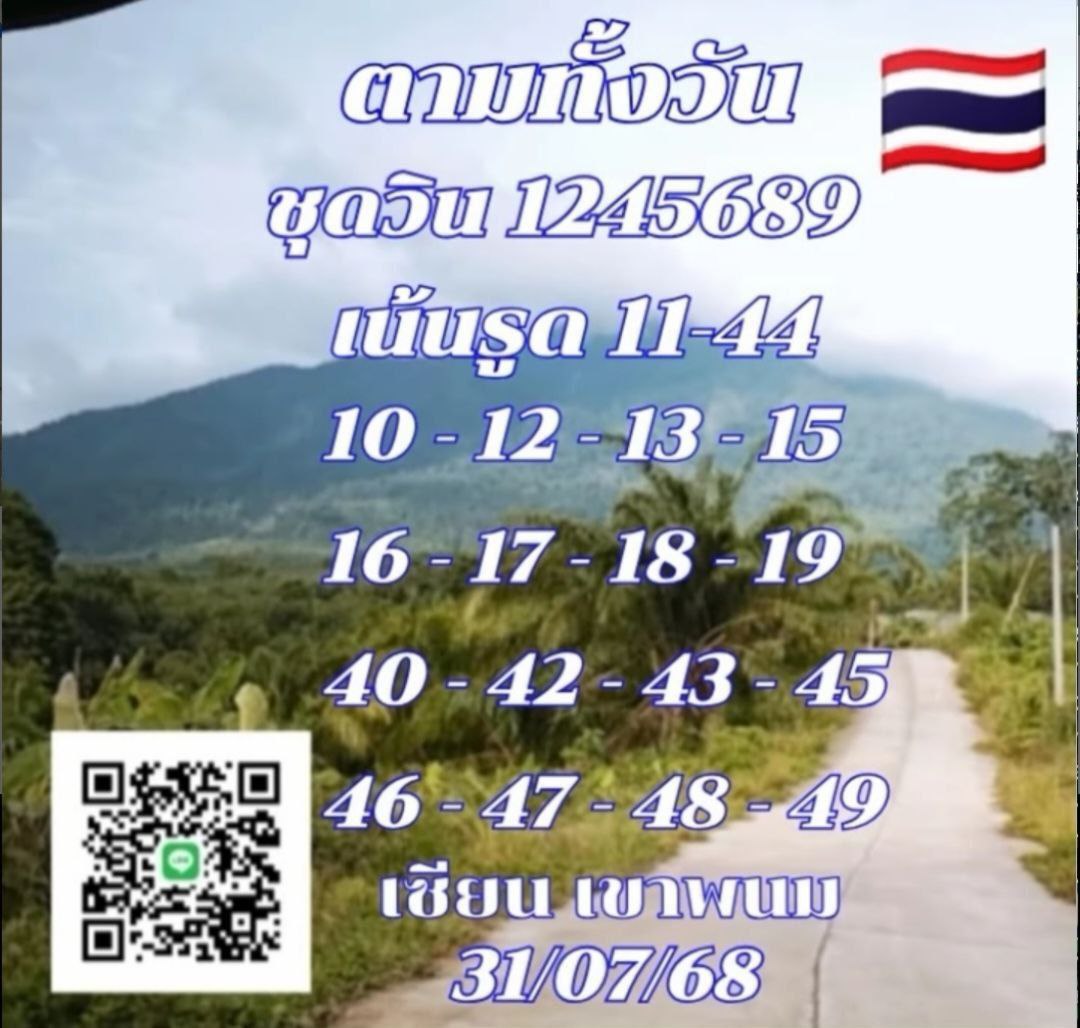 ตามทั้งวัน
ชุดวิน 1245689
เน้นรูด 11-44
10 - 12 - 13 - 15
16 - 17 - 18 - 19
40 - 42 - 43 - 45
46 - 47 - 48 - 49
เซียน เขาพนม
31/07/68